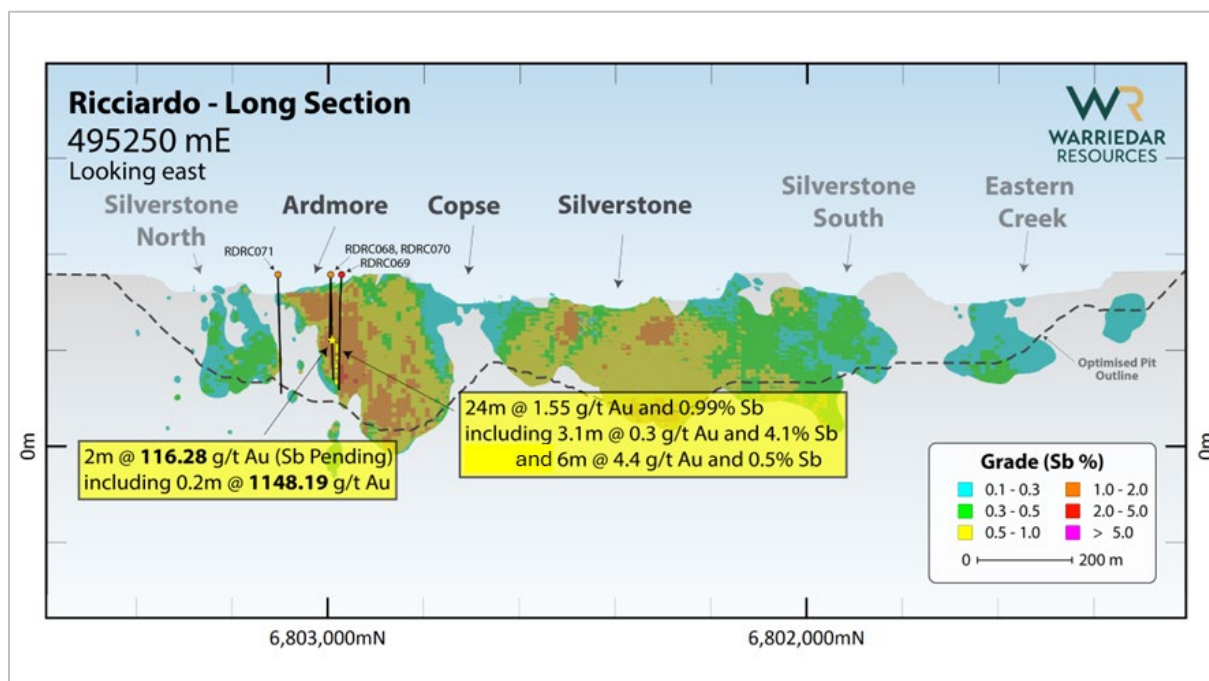 Ricciardo - Long Section
495250 mE
Looking east
WR
WARRIEDAR
RESOURCES
Silverstone
North
Ardmore
Copse
Silverstone
Silverstone
South
Eastern
Creek
RDRC071
RDRC068, RDRC070
RDRC069
Optimised Pit
Outline
24m @ 1.55 g/t Au and 0.99% Sb
including 3.1m @ 0.3 g/t Au and 4.1% Sb
and 6m @ 4.4 g/t Au and 0.5% Sb
2m @ 116.28 g/t Au (Sb Pending)
including 0.2m @ 1148.19 g/t Au
0m
0m
Grade (Sb %)
0.1 - 0.3
1.0 - 2.0
0.3 - 0.5
2.0 - 5.0
0.5 - 1.0
> 5.0
0 200 m
6,803,000mN
6,802,000mN